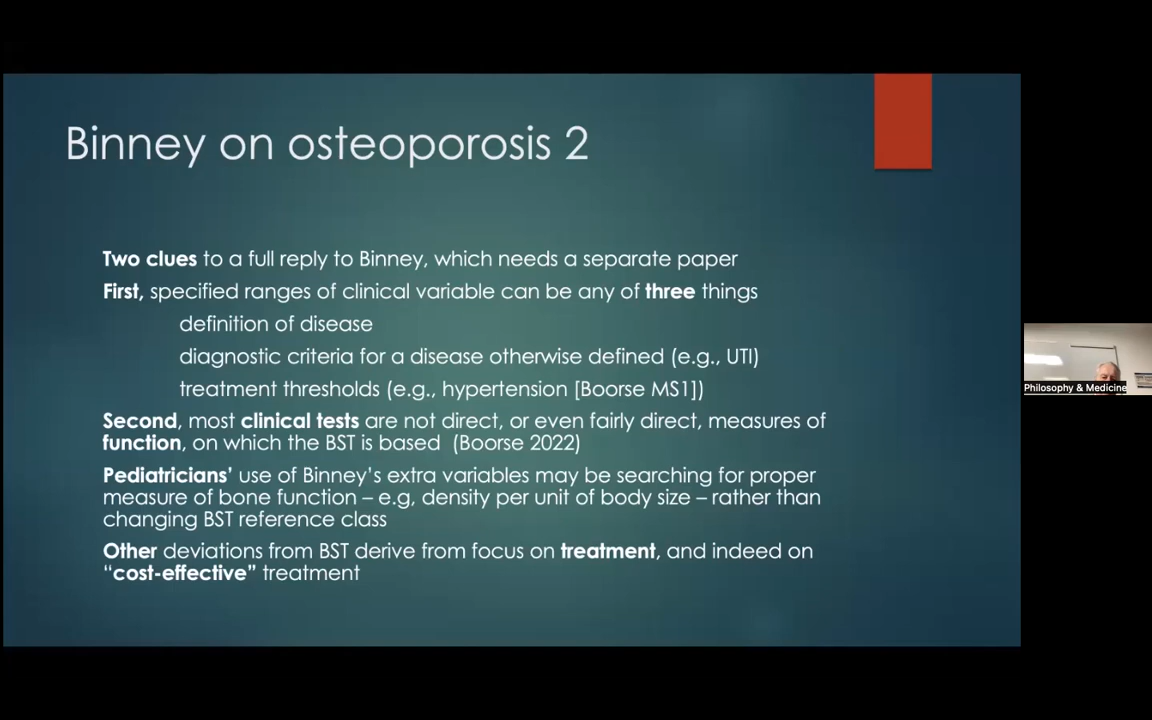 Binney on osteoporosis 2
Two clues to a full reply to Binney, which needs a separate paper
First, specified ranges of clinical variable can be any of three things
definition of disease
diagnostic criteria for a disease otherwise defined (e.g., UTI)
treatment thresholds (e.g., hypertension [Boorse MS1])
Second, most clinical tests are not direct, or even fairly direct, measures of
function, on which the BST is based (Boorse 2022)
Pediatricians' use of Binney's extra variables may be searching for proper
measure of bone function – e.g, density per unit of body size – rather than
changing BST reference class
Other deviations from BST derive from focus on treatment, and indeed on
“cost-effective” treatment
Philosophy & Medicine